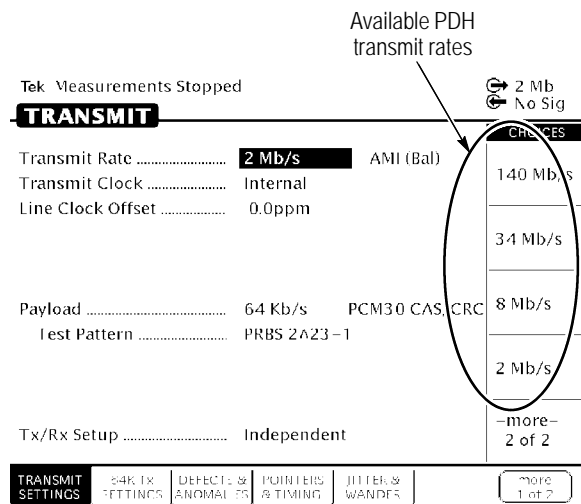 Available PDH
transmit rates
Tek Measurements Stopped
2 Mb
No Sig
TRANSMIT
CHOICES
Transmit Rate 2 Mb/s AMI (Bal)
Transmit Clock Internal
Line Clock Offset 0.0ppm
140 Mb/s
34 Mb/s
Payload 64 Kb/s PCM30 CAS, CRC
8 Mb/s
Test Pattern PRBS 2^23-1
2 Mb/s
Tx/Rx Setup Independent
-more-
2 of 2
TRANSMIT
SETTINGS
64K Tx
SETTINGS
DEFECTS &
ANOMALIES
POINTERS
& TIMING
JITTER &
WANDER
more
1 of 2